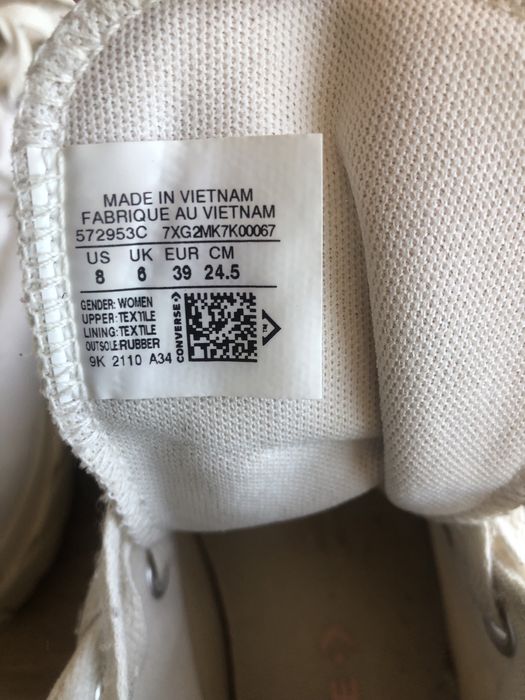 MADE IN VIETNAM
FABRIQUE AU VIETNAM
572953C 7XG2MK7K00067
US UK EUR CM
8 6 39 24.5
GENDER: WOMEN
UPPER: TEXTILE
LINING: TEXTILE
OUTSOLE: RUBBER
9K 2110 A34
CONVERSE
TM